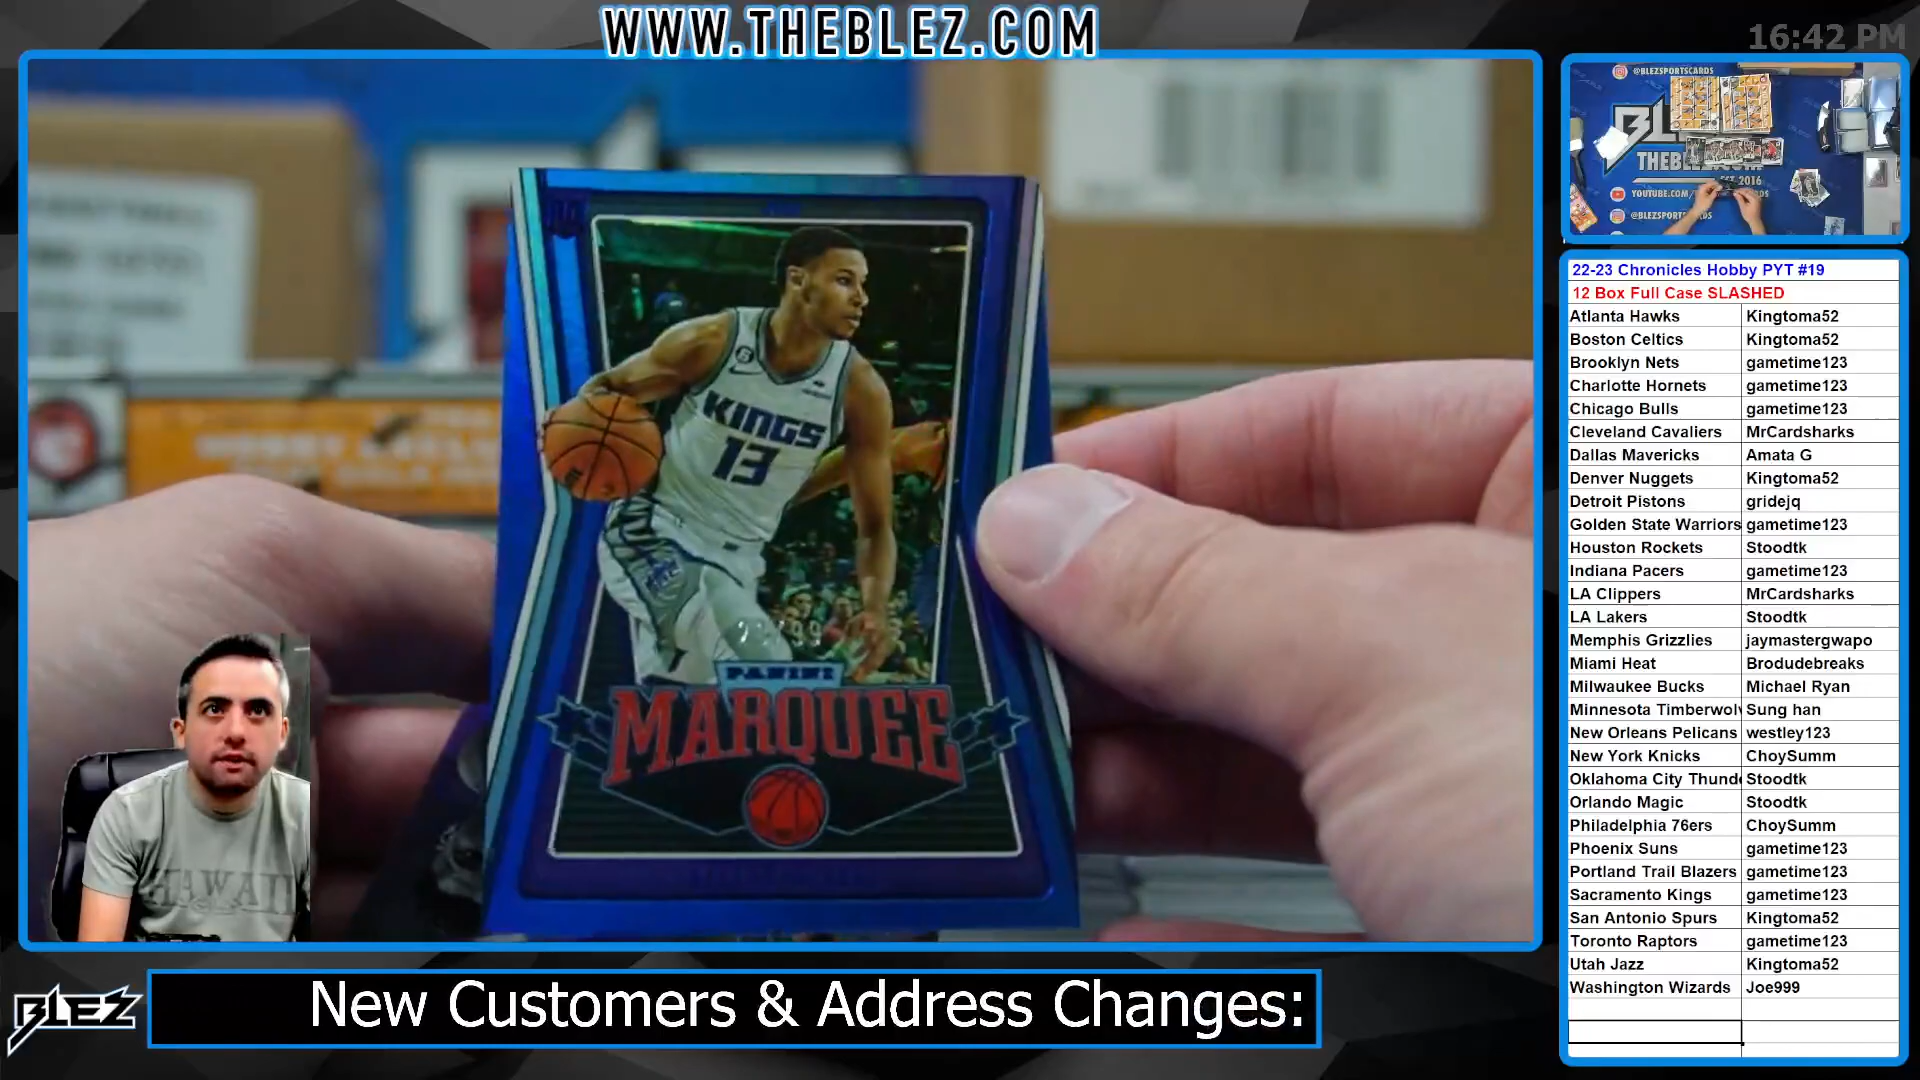 WWW.THEBLEZ.COM
16:42 PM
KINGS
13
PANINI
MARQUEE
HAWAII
@BLEZSPORTSCARDS
EST. 2016
22-23 Chronicles Hobby PYT #19
12 Box Full Case SLASHED
Atlanta Hawks Kingtoma52
Boston Celtics Kingtoma52
Brooklyn Nets gametime123
Charlotte Hornets gametime123
Chicago Bulls gametime123
Cleveland Cavaliers MrCardsharks
Dallas Mavericks Amata G
Denver Nuggets Kingtoma52
Detroit Pistons gridejq
Golden State Warriors gametime123
Houston Rockets Stoodtk
Indiana Pacers gametime123
LA Clippers MrCardsharks
LA Lakers Stoodtk
Memphis Grizzlies jaymastergwapo
Miami Heat Brodudebreaks
Milwaukee Bucks Michael Ryan
Minnesota Timberwolv Sung han
New Orleans Pelicans westley123
New York Knicks ChoySumm
Oklahoma City Thund Stoodtk
Orlando Magic Stoodtk
Philadelphia 76ers ChoySumm
Phoenix Suns gametime123
Portland Trail Blazers gametime123
Sacramento Kings gametime123
San Antonio Spurs Kingtoma52
Toronto Raptors gametime123
Utah Jazz Kingtoma52
Washington Wizards Joe999
BLEZ
New Customers & Address Changes: